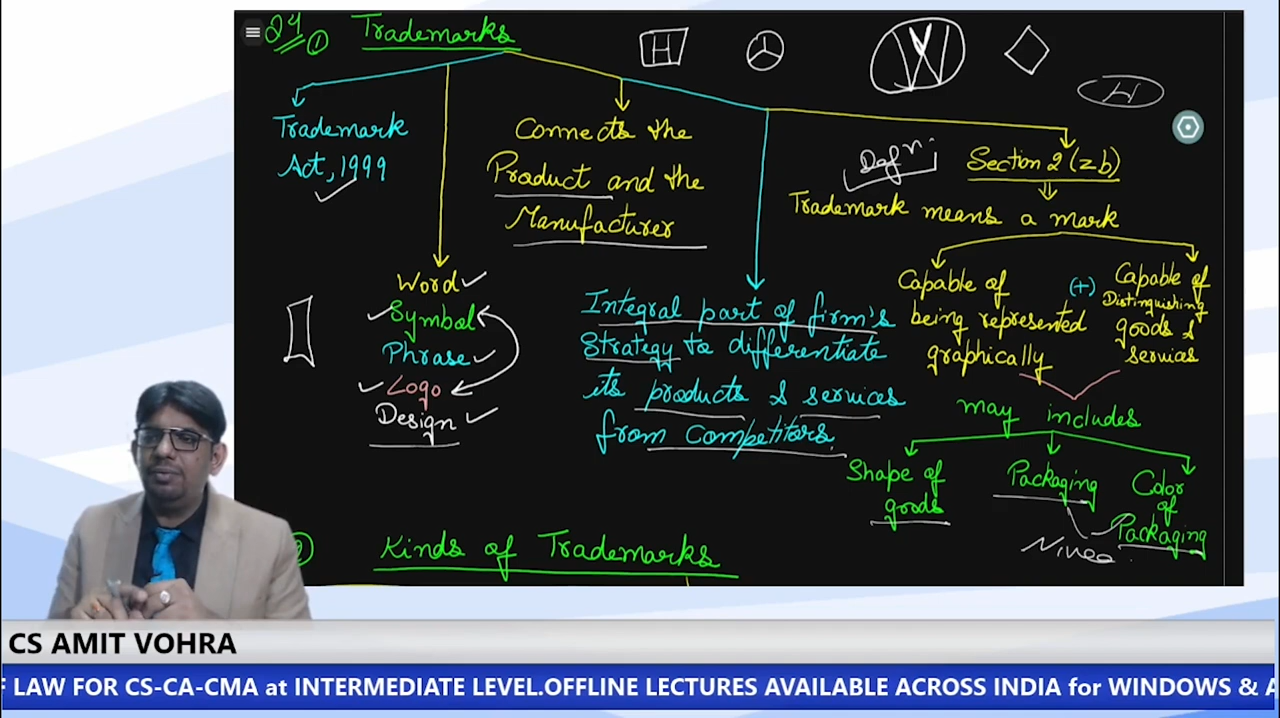 24 ① Trademarks
H
W
H
Trademark
Act, 1999
Connects the
Product and the
Manufacturer
Defn:
Section 2 (zb)
Trademark means a mark
Word
Symbol
Phrase
Logo
Design
Integral part of firm's
Strategy to differentiate
its products & services
from competitors.
Capable of
being represented
graphically
(+)
Capable of
Distinguishing
goods &
services
may includes
Shape of
goods
Packaging
Color
of
Packaging
Nivea
Kinds of Trademarks
CS AMIT VOHRA
F LAW FOR CS-CA-CMA at INTERMEDIATE LEVEL.OFFLINE LECTURES AVAILABLE ACROSS INDIA for WINDOWS & A